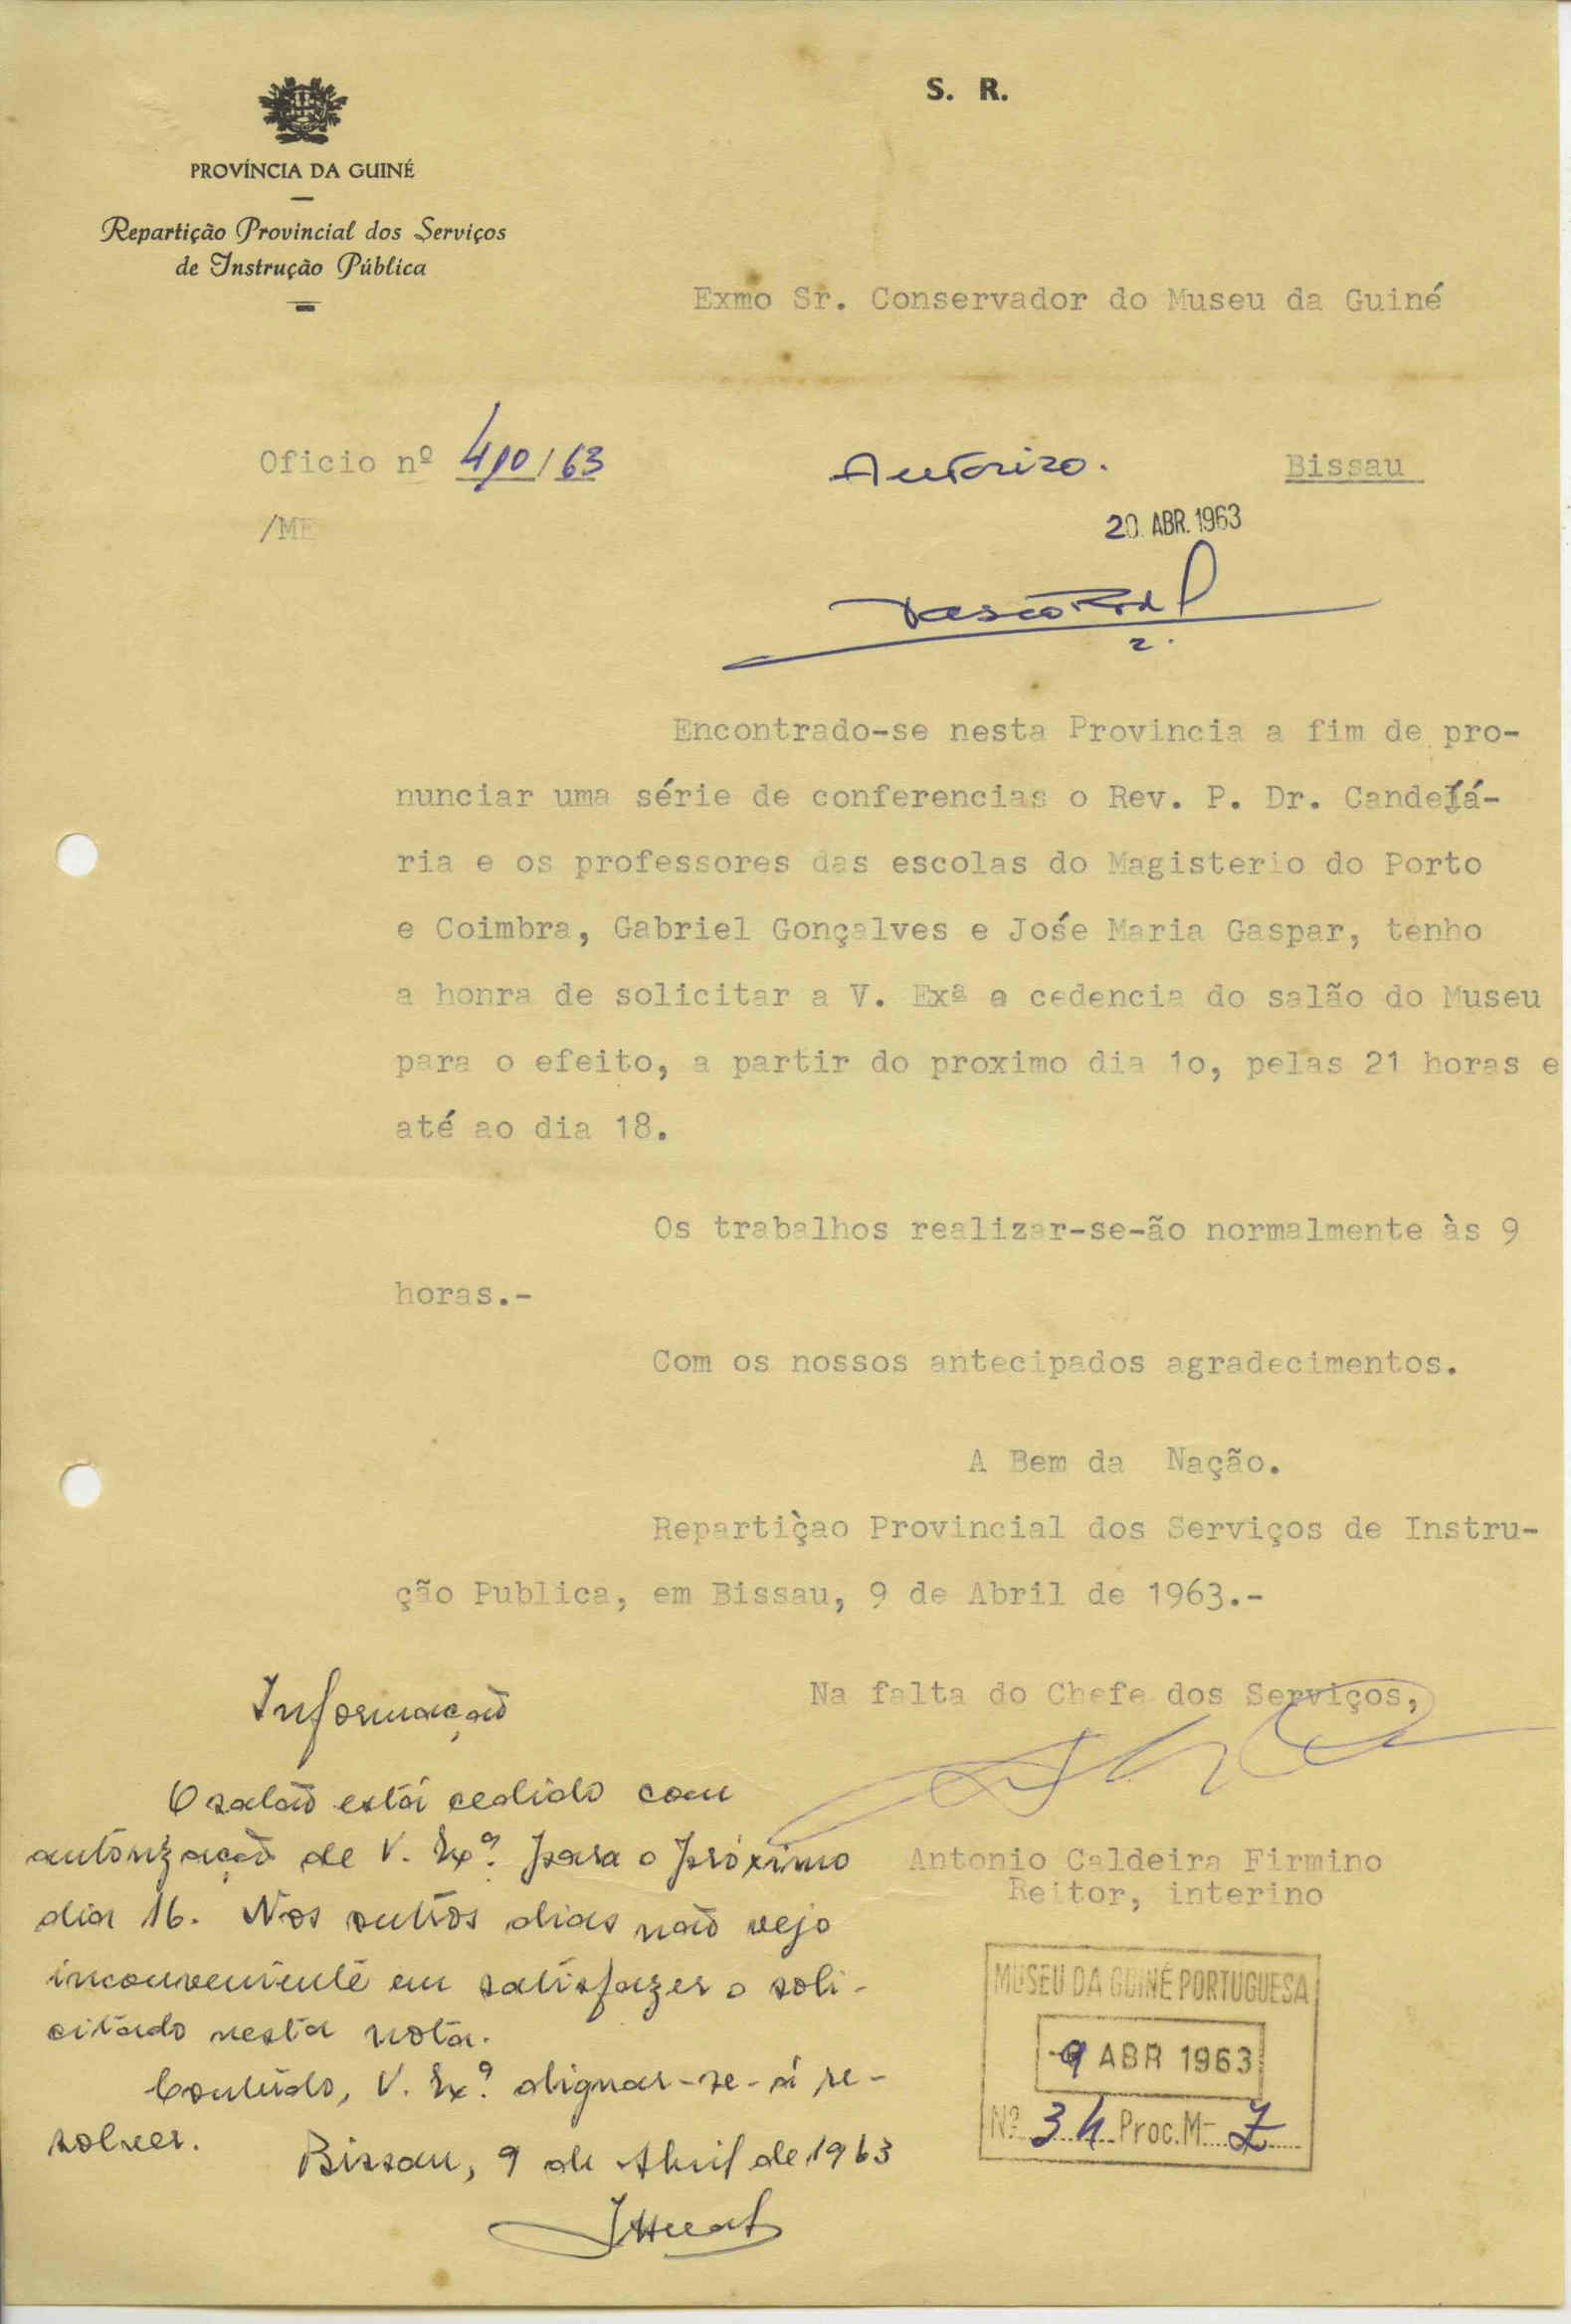 S. R.
PROVÍNCIA DA GUINÉ
Repartição Provincial dos Serviços
de Instrução Pública
Exmo Sr. Conservador do Museu da Guiné
Oficio nº 410/63
Autorizo.
Bissau
/ME
20. ABR. 1963
Encontrado-se nesta Provincia a fim de pro-
nunciar uma série de conferencias o Rev. P. Dr. Candelá-
ria e os professores das escolas do Magisterio do Porto
e Coimbra, Gabriel Gonçalves e Jośe Maria Gaspar, tenho
a honra de solicitar a V. Exª a cedencia do salão do Museu
para o efeito, a partir do proximo dia 1o, pelas 21 horas e
até ao dia 18.
Os trabalhos realizar-se-ão normalmente às 9
horas.-
Com os nossos antecipados agradecimentos.
A Bem da Nação.
Repartiçao Provincial dos Serviços de Instru-
ção Publica, em Bissau, 9 de Abril de 1963.-
Na falta do Chefe dos Serviços,
Antonio Caldeira Firmino
Reitor, interino
Informação
O salão está cedido com
autorização de V. Exª. para o próximo
dia 16. Nos outros dias não vejo
inconveniente em satisfazer o soli-
citado nesta nota.
Contudo, V. Exª. dignar-se-á re-
solver.
Bissau, 9 de Abril de 1963
MUSEU DA GUINÉ PORTUGUESA
-9 ABR 1963
Nº 34 Proc. M- 7